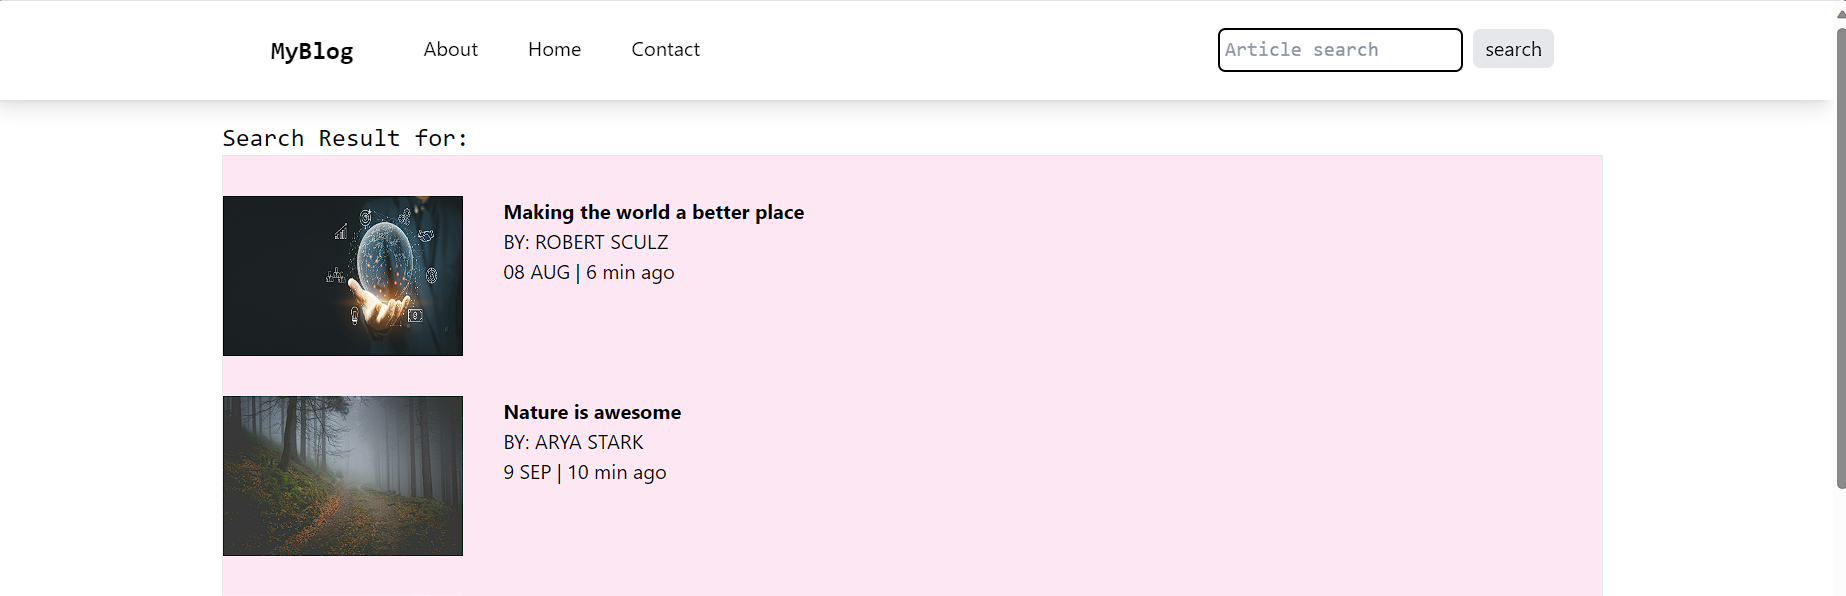 MyBlog About Home Contact Article search search
Search Result for:
Making the world a better place
BY: ROBERT SCULZ
08 AUG | 6 min ago
Nature is awesome
BY: ARYA STARK
9 SEP | 10 min ago